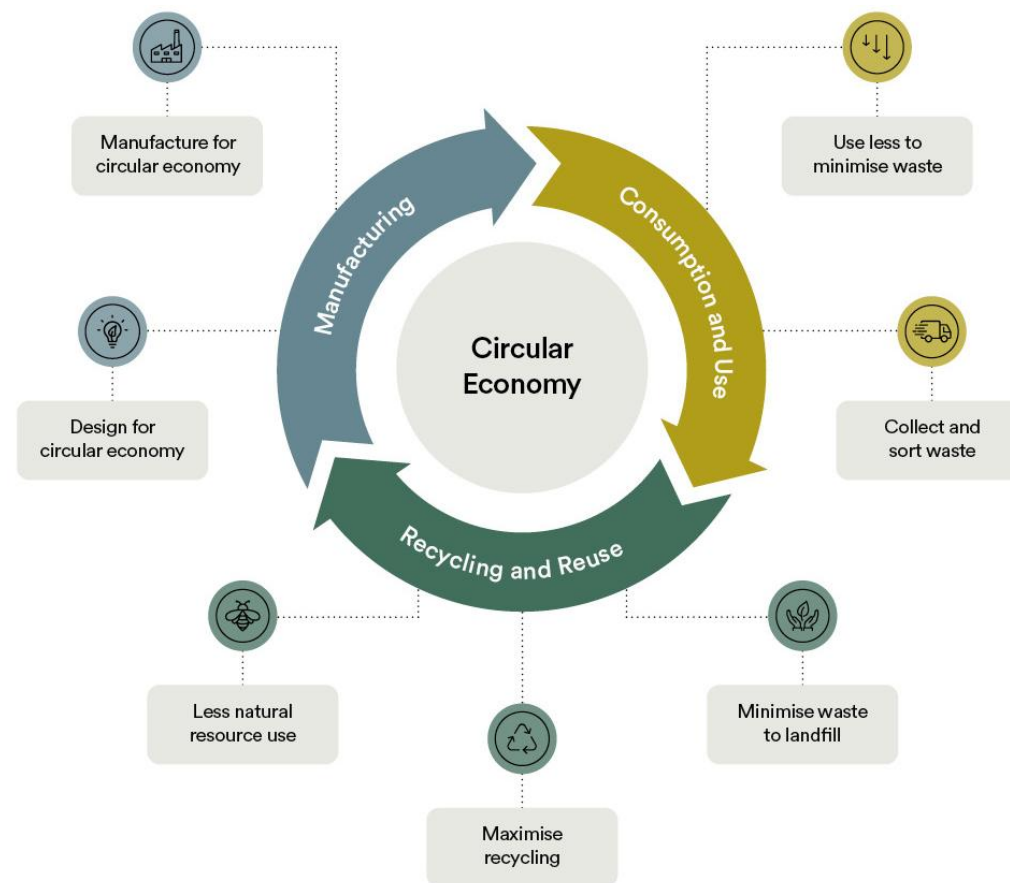 Manufacture for
circular economy
Use less to
minimise waste
Manufacturing
Consumption and Use
Circular
Economy
Design for
circular economy
Collect and
sort waste
Recycling and Reuse
Less natural
resource use
Minimise waste
to landfill
Maximise
recycling